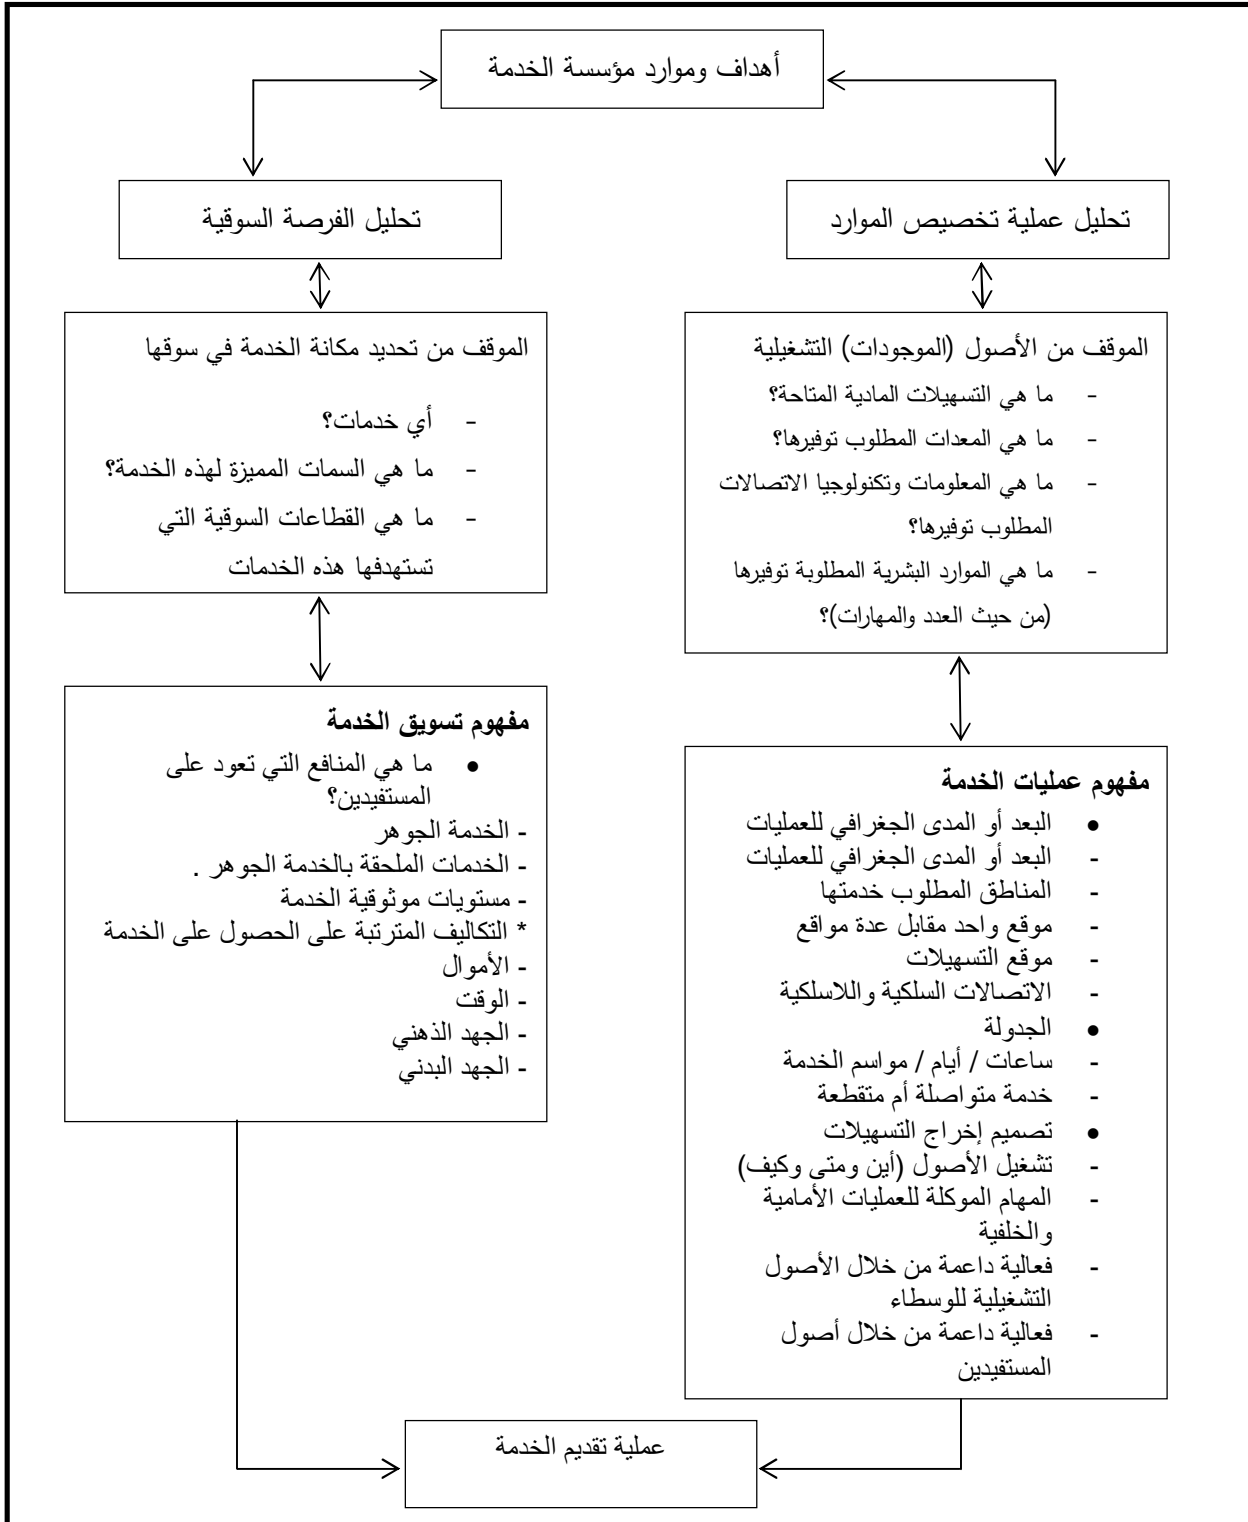 أهداف وموارد مؤسسة الخدمة
تحليل عملية تخصيص الموارد
تحليل الفرصة السوقية
الموقف من الأصول (الموجودات) التشغيلية
- ما هي التسهيلات المادية المتاحة؟
- ما هي المعدات المطلوب توفيرها؟
- ما هي المعلومات وتكنولوجيا الاتصالات
المطلوب توفيرها؟
- ما هي الموارد البشرية المطلوبة توفيرها
(من حيث العدد والمهارات)؟
الموقف من تحديد مكانة الخدمة في سوقها
- أي خدمات؟
- ما هي السمات المميزة لهذه الخدمة؟
- ما هي القطاعات السوقية التي
تستهدفها هذه الخدمات
مفهوم عمليات الخدمة
• البعد أو المدى الجغرافي للعمليات
- البعد أو المدى الجغرافي للعمليات
- المناطق المطلوب خدمتها
- موقع واحد مقابل عدة مواقع
- موقع التسهيلات
- الاتصالات السلكية واللاسلكية
• الجدولة
- ساعات / أيام / مواسم الخدمة
- خدمة متواصلة أم متقطعة
• تصميم إخراج التسهيلات
- تشغيل الأصول (أين ومتى وكيف)
- المهام الموكلة للعمليات الأمامية
والخلفية
- فعالية داعمة من خلال الأصول
التشغيلية للوسطاء
- فعالية داعمة من خلال أصول
المستفيدين
مفهوم تسويق الخدمة
• ما هي المنافع التي تعود على
المستفيدين؟
- الخدمة الجوهر
- الخدمات الملحقة بالخدمة الجوهر .
- مستويات موثوقية الخدمة
* التكاليف المترتبة على الحصول على الخدمة
- الأموال
- الوقت
- الجهد الذهني
- الجهد البدني
عملية تقديم الخدمة